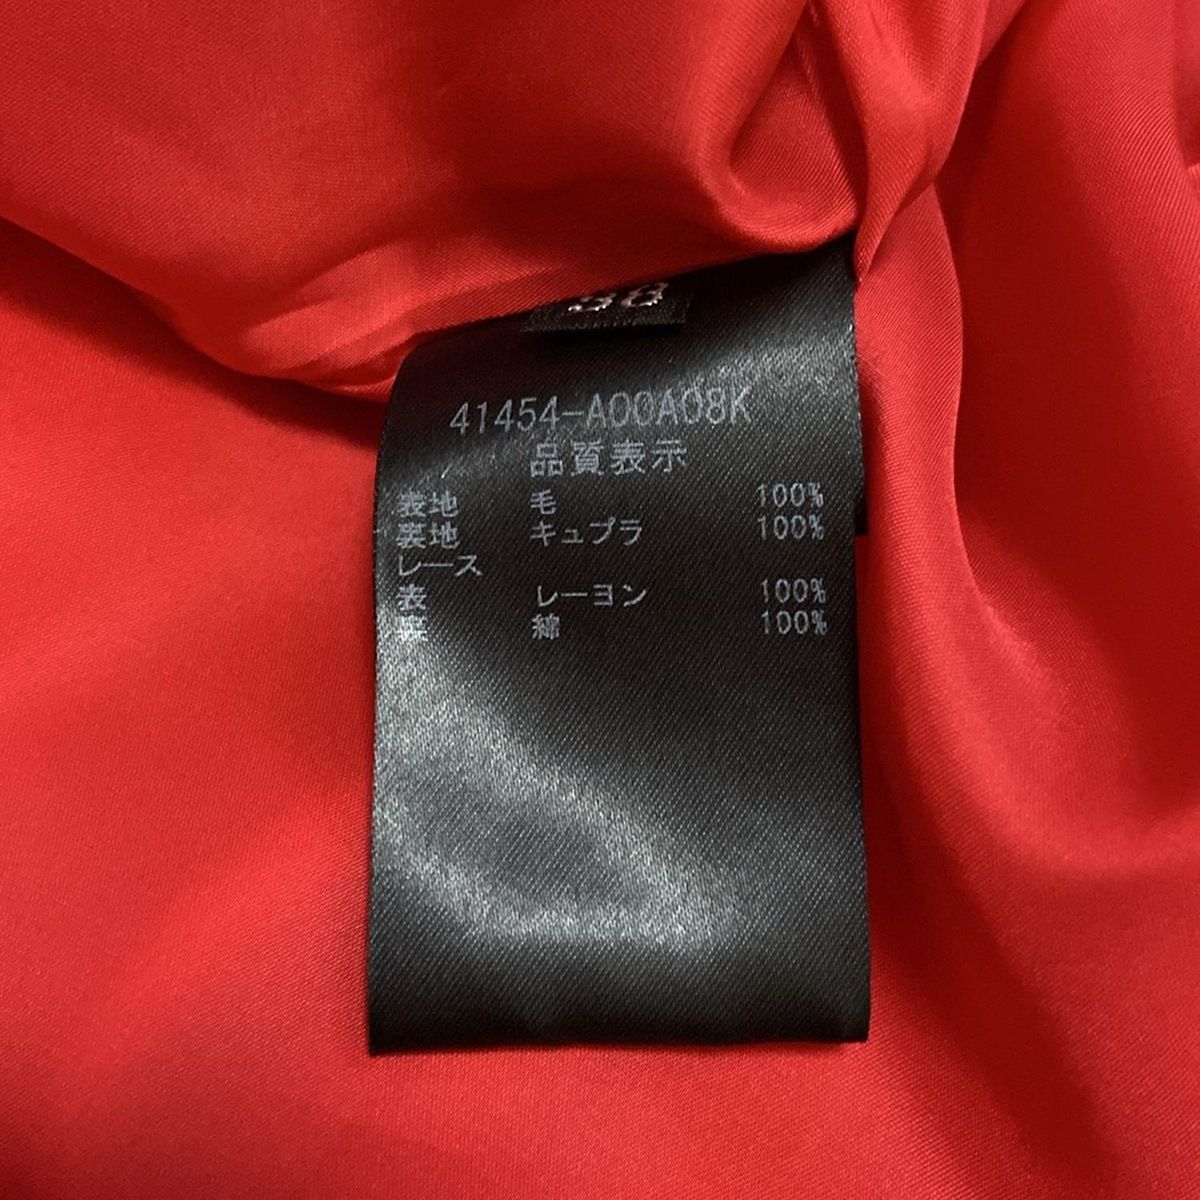 41454-A00A08K
品質表示
表地 毛 100%
裏地 キュプラ 100%
レース
表 レーヨン 100%
裏 綿 100%